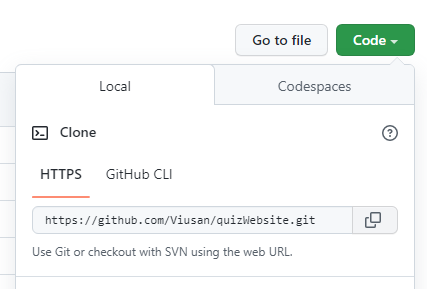 Go to file
Code
Local
Codespaces
Clone
HTTPS
GitHub CLI
https://github.com/Viusan/quizWebsite.git
Use Git or checkout with SVN using the web URL.